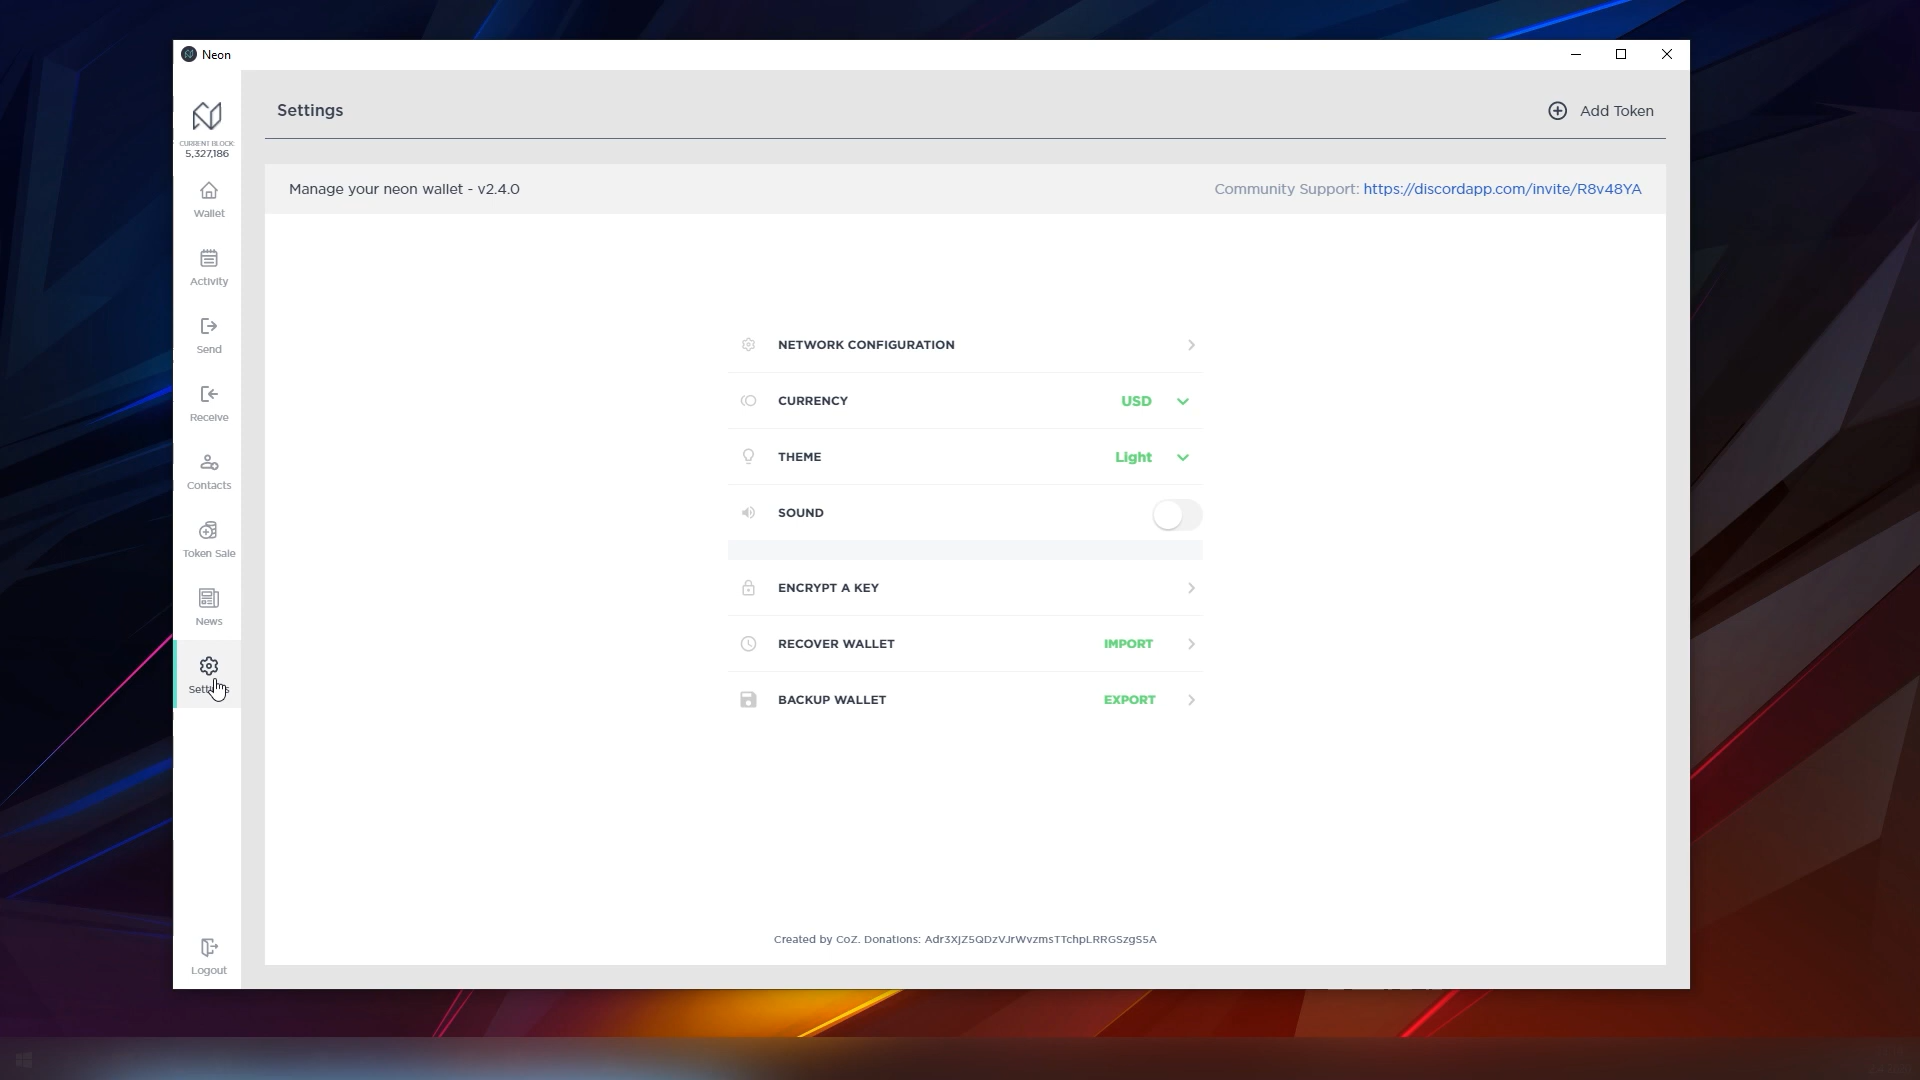 Neon
CURRENT BLOCK:
5,327,186
Wallet
Activity
Send
Receive
Contacts
Token Sale
News
Settings
Logout
Settings
Add Token
Manage your neon wallet - v2.4.0
Community Support: https://discordapp.com/invite/R8v48YA
NETWORK CONFIGURATION
CURRENCY USD
THEME Light
SOUND
ENCRYPT A KEY
RECOVER WALLET IMPORT
BACKUP WALLET EXPORT
Created by CoZ. Donations: Adr3XjZ5QDzVJrWvzmsTTchpLRRGSzgS5A